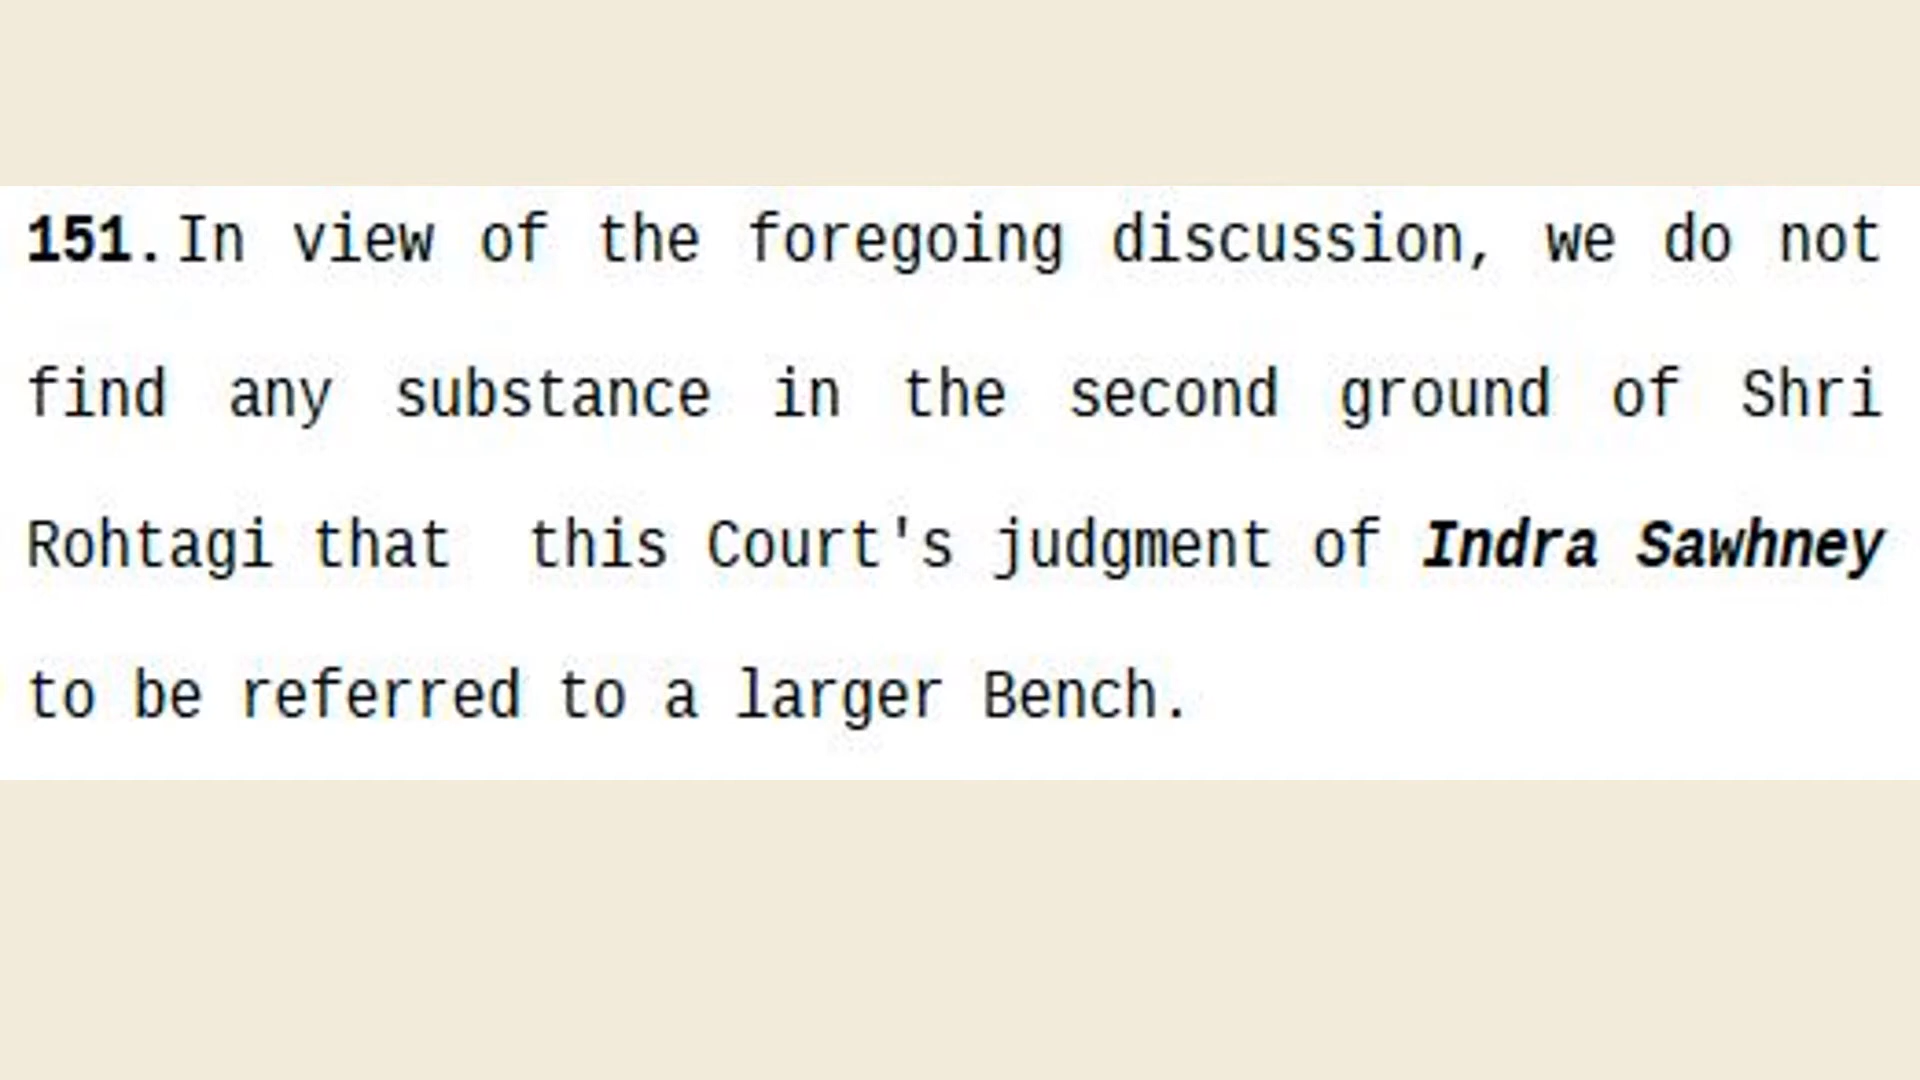 151.In view of the foregoing discussion, we do not
find any substance in the second ground of Shri
Rohtagi that this Court's judgment of Indra Sawhney
to be referred to a larger Bench.